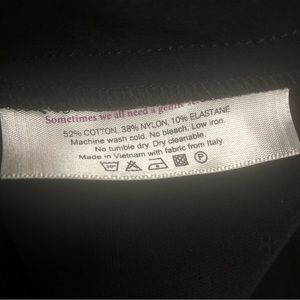 Sometimes we all need a gentle
52% COTTON, 38% NYLON, 10% ELASTANE
Machine wash cold. No bleach. Low iron.
No tumble dry. Dry cleanable.
Made in Vietnam with fabric from Italy.